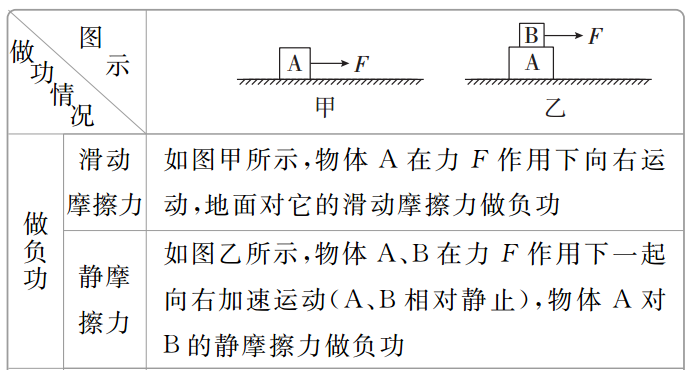 图示
做功情况
A F
甲
B F
A
乙
做负功
滑动
摩擦力
如图甲所示,物体 A 在力 F 作用下向右运
动,地面对它的滑动摩擦力做负功
静摩
擦力
如图乙所示,物体 A、B 在力 F 作用下一起
向右加速运动(A、B 相对静止),物体 A 对
B 的静摩擦力做负功